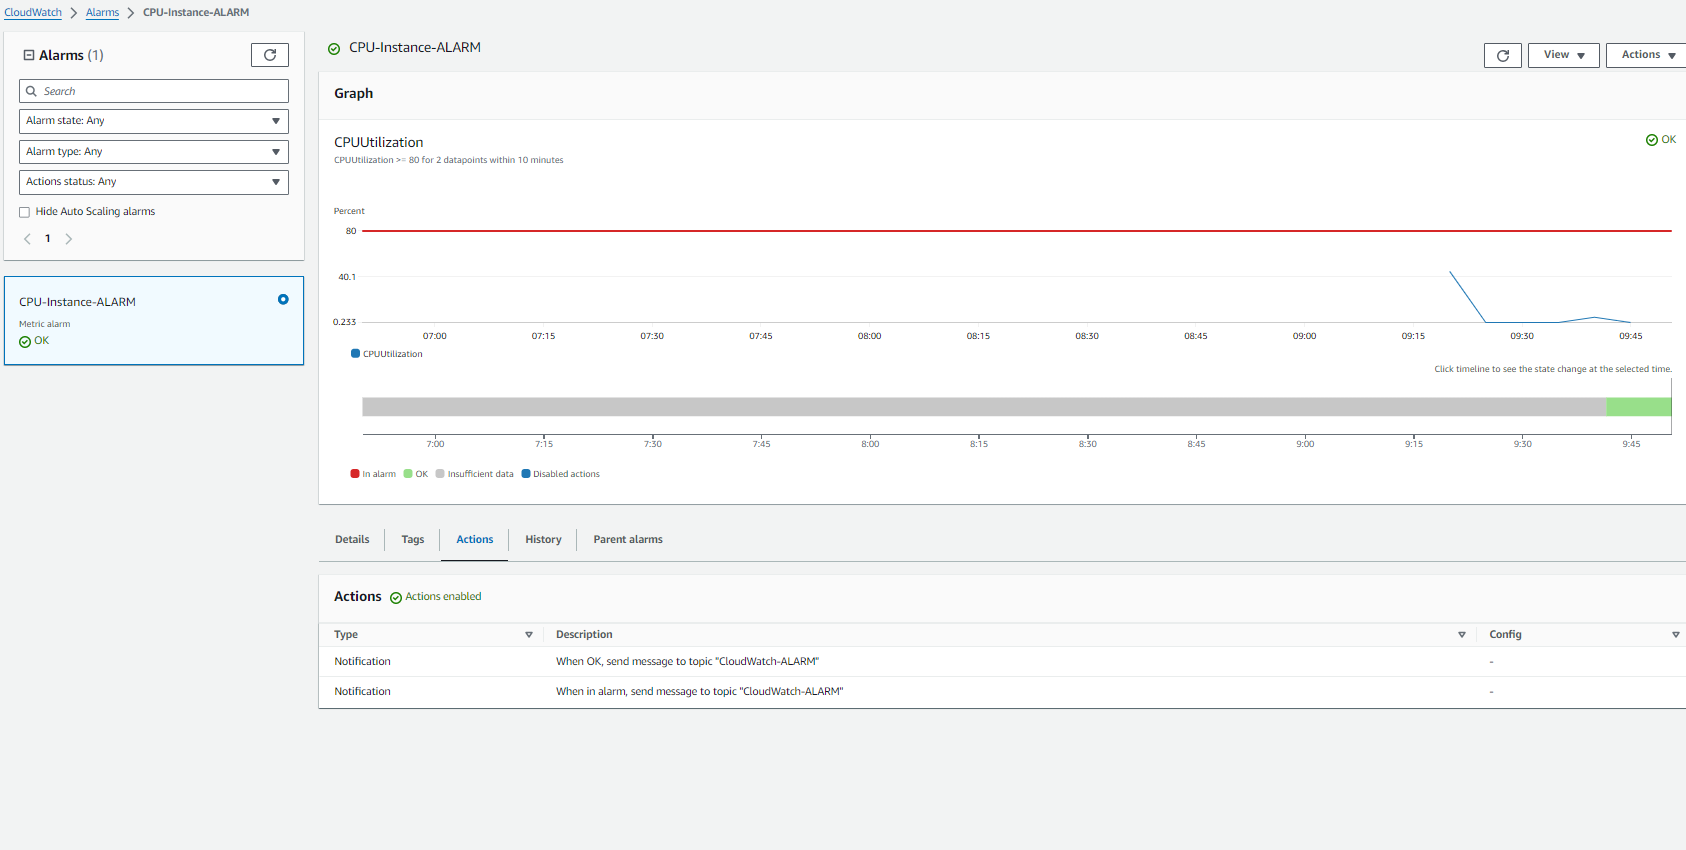 CloudWatch > Alarms > CPU-Instance-ALARM
Alarms (1)
Search
Alarm state: Any
Alarm type: Any
Actions status: Any
Hide Auto Scaling alarms
1
CPU-Instance-ALARM
Metric alarm
OK
CPU-Instance-ALARM
View
Actions
Graph
CPUUtilization
OK
CPUUtilization >= 80 for 2 datapoints within 10 minutes
Percent
80
40.1
0.233
07:00 07:15 07:30 07:45 08:00 08:15 08:30 08:45 09:00 09:15 09:30 09:45
CPUUtilization
Click timeline to see the state change at the selected time.
7:00 7:15 7:30 7:45 8:00 8:15 8:30 8:45 9:00 9:15 9:30 9:45
In alarm OK Insufficient data Disabled actions
Details Tags Actions History Parent alarms
Actions Actions enabled
Type Description Config
Notification When OK, send message to topic "CloudWatch-ALARM" -
Notification When in alarm, send message to topic "CloudWatch-ALARM" -